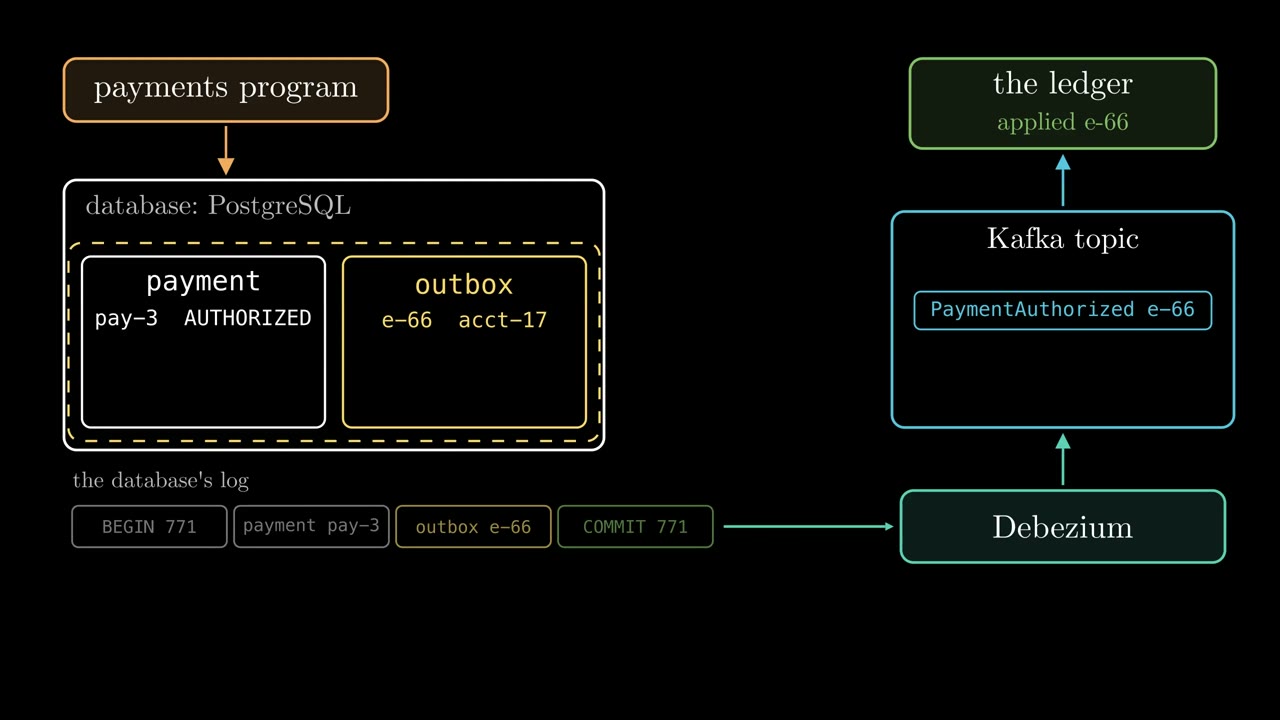 payments program
database: PostgreSQL
payment
pay-3 AUTHORIZED
outbox
e-66 acct-17
the database's log
BEGIN 771
payment pay-3
outbox e-66
COMMIT 771
the ledger
applied e-66
Kafka topic
PaymentAuthorized e-66
Debezium